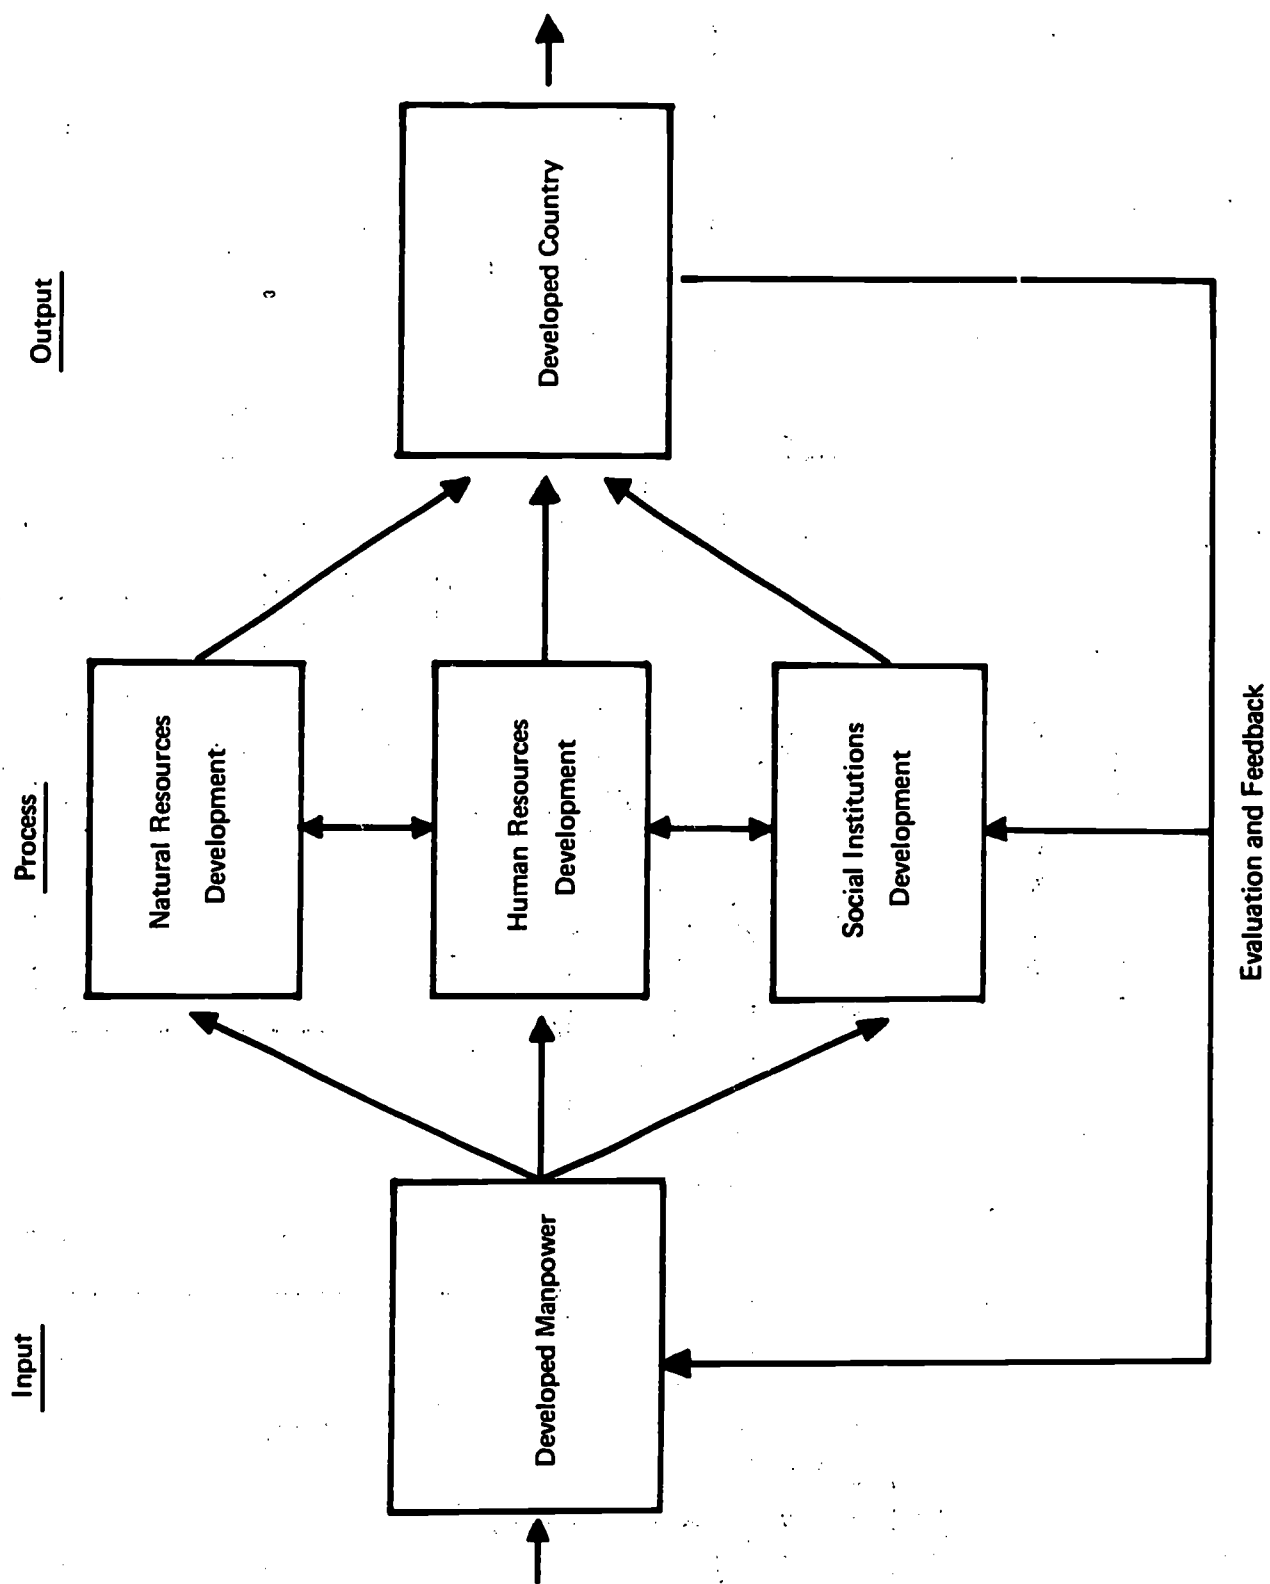 Input
Process
Output
Developed Manpower
Natural Resources
Development
Human Resources
Development
Social Institutions
Development
Developed Country
Evaluation and Feedback